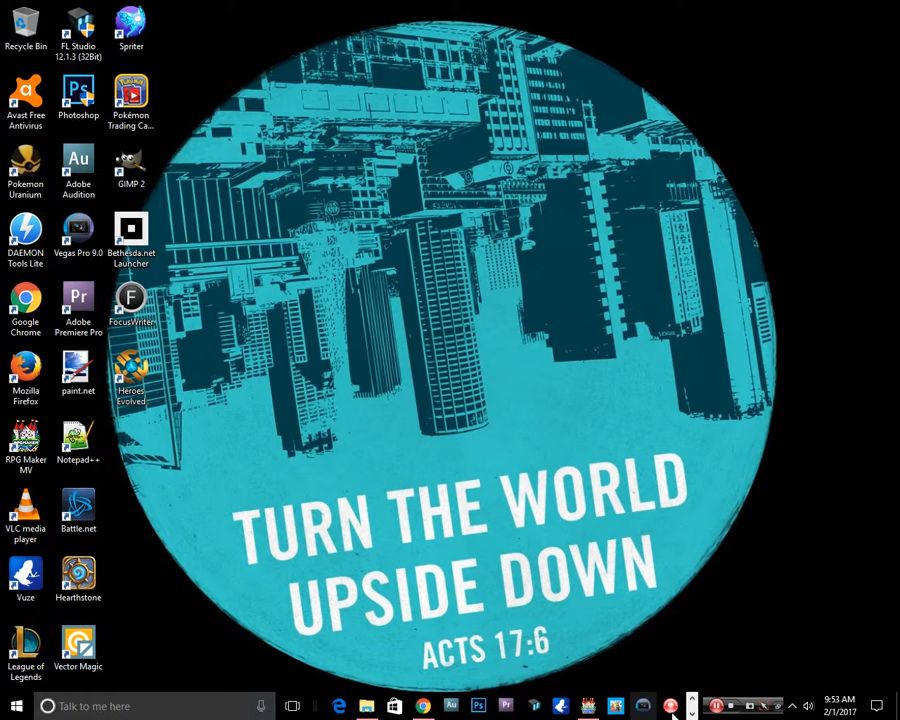 Recycle Bin
FL Studio
12.1.3 (32Bit)
Spriter
Avast Free
Antivirus
Photoshop
Pokémon
Trading Ca...
Pokemon
Uranium
Adobe
Audition
GIMP 2
DAEMON
Tools Lite
Vegas Pro 9.0
Bethesda.net
Launcher
Google
Chrome
Adobe
Premiere Pro
FocusWriter
Mozilla
Firefox
paint.net
Heroes
Evolved
RPG Maker
MV
Notepad++
VLC media
player
Battle.net
Vuze
Hearthstone
League of
Legends
Vector Magic
TURN THE WORLD
UPSIDE DOWN
ACTS 17:6
Talk to me here
9:53 AM
2/1/2017